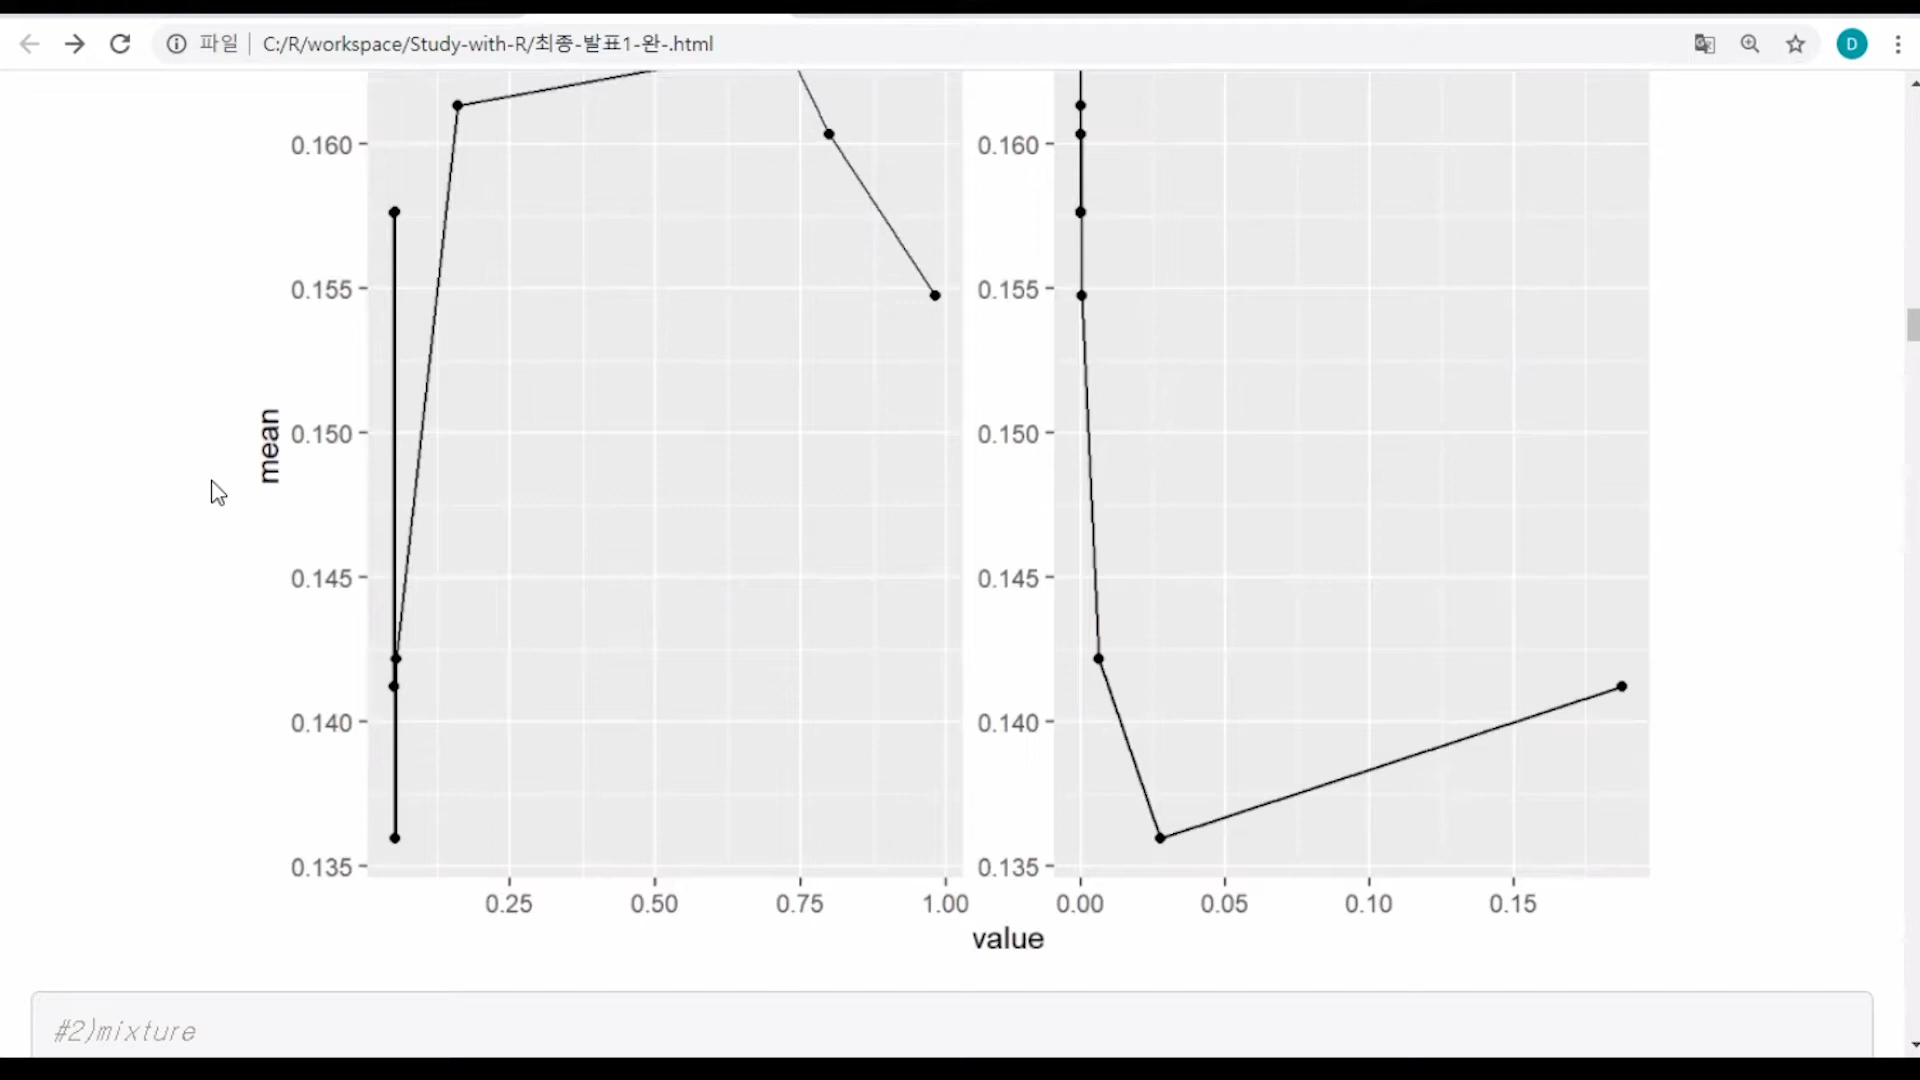 파일 C:/R/workspace/Study-with-R/최종-발표1-완-.html
D
0.160 0.160
0.155 0.155
0.150 0.150
mean
0.145 0.145
0.140 0.140
0.135 0.135
0.25 0.50 0.75 1.00 0.00 0.05 0.10 0.15
value
#2)mixture